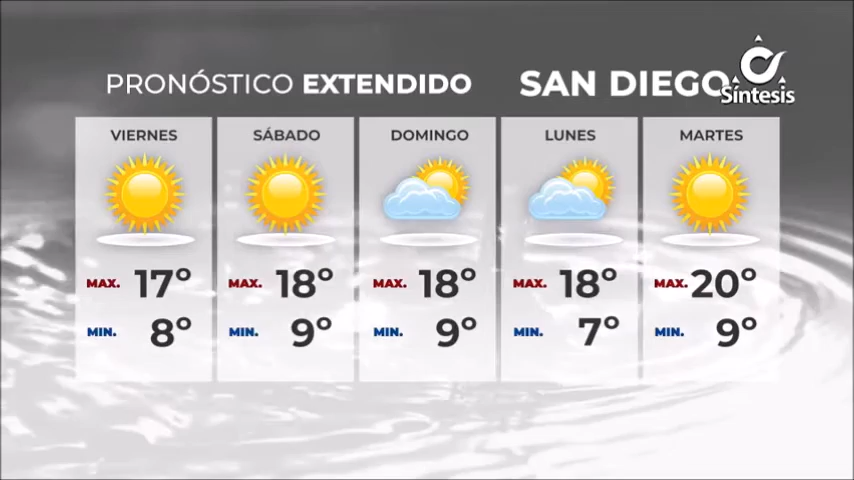 PRONÓSTICO EXTENDIDO SAN DIEGO
Síntesis
VIERNES SÁBADO DOMINGO LUNES MARTES
MAX. 17° MAX. 18° MAX. 18° MAX. 18° MAX. 20°
MIN. 8° MIN. 9° MIN. 9° MIN. 7° MIN. 9°